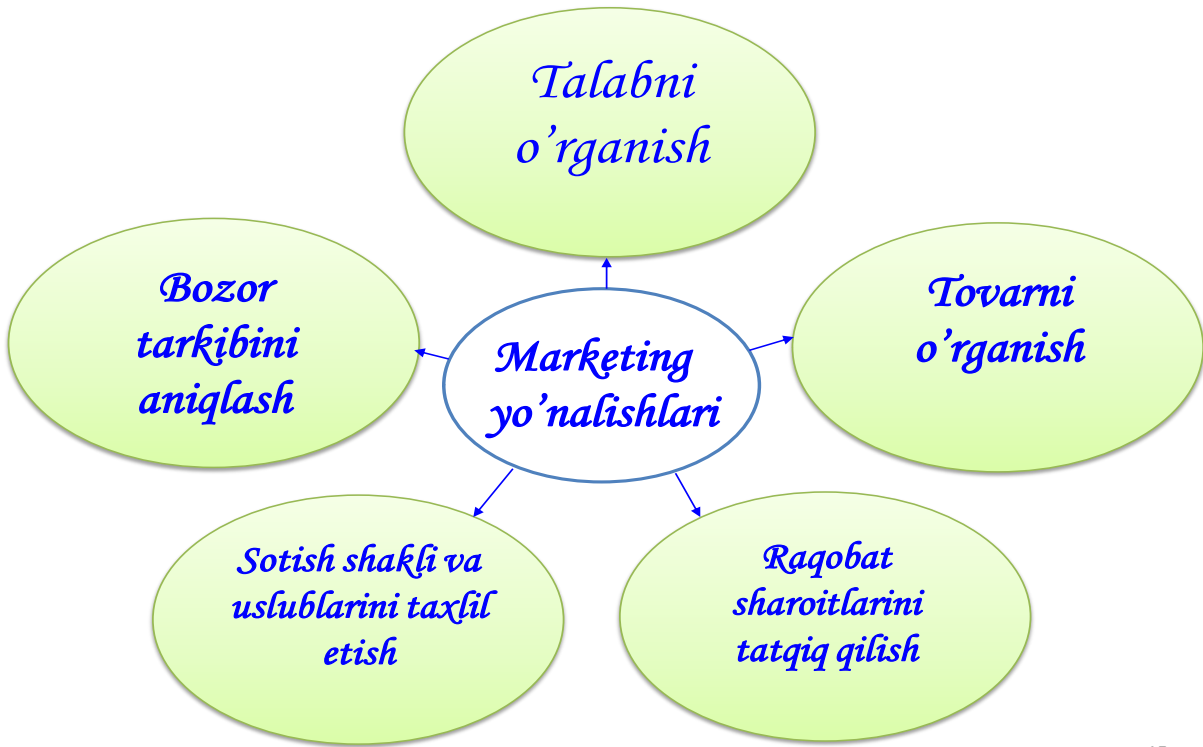 Talabni
o’rganish
Bozor
tarkibini
aniqlash
Marketing
yo’nalishlari
Tovarni
o’rganish
Sotish shakli va
uslublarini taxlil
etish
Raqobat
sharoitlarini
tatqiq qilish